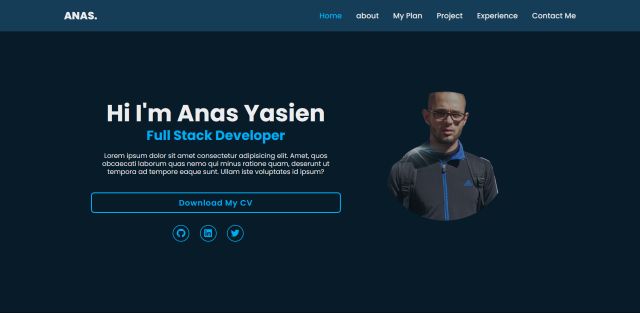 ANAS.
Home about My Plan Project Experience Contact Me
Hi I'm Anas Yasien
Full Stack Developer
Lorem ipsum dolor sit amet consectetur adipisicing elit. Amet, quos
obcaecati laborum quas nemo qui minus ratione quam, deserunt ut
tempora ad tempore eaque sunt. Ullam iste voluptates id ipsum?
Download My CV